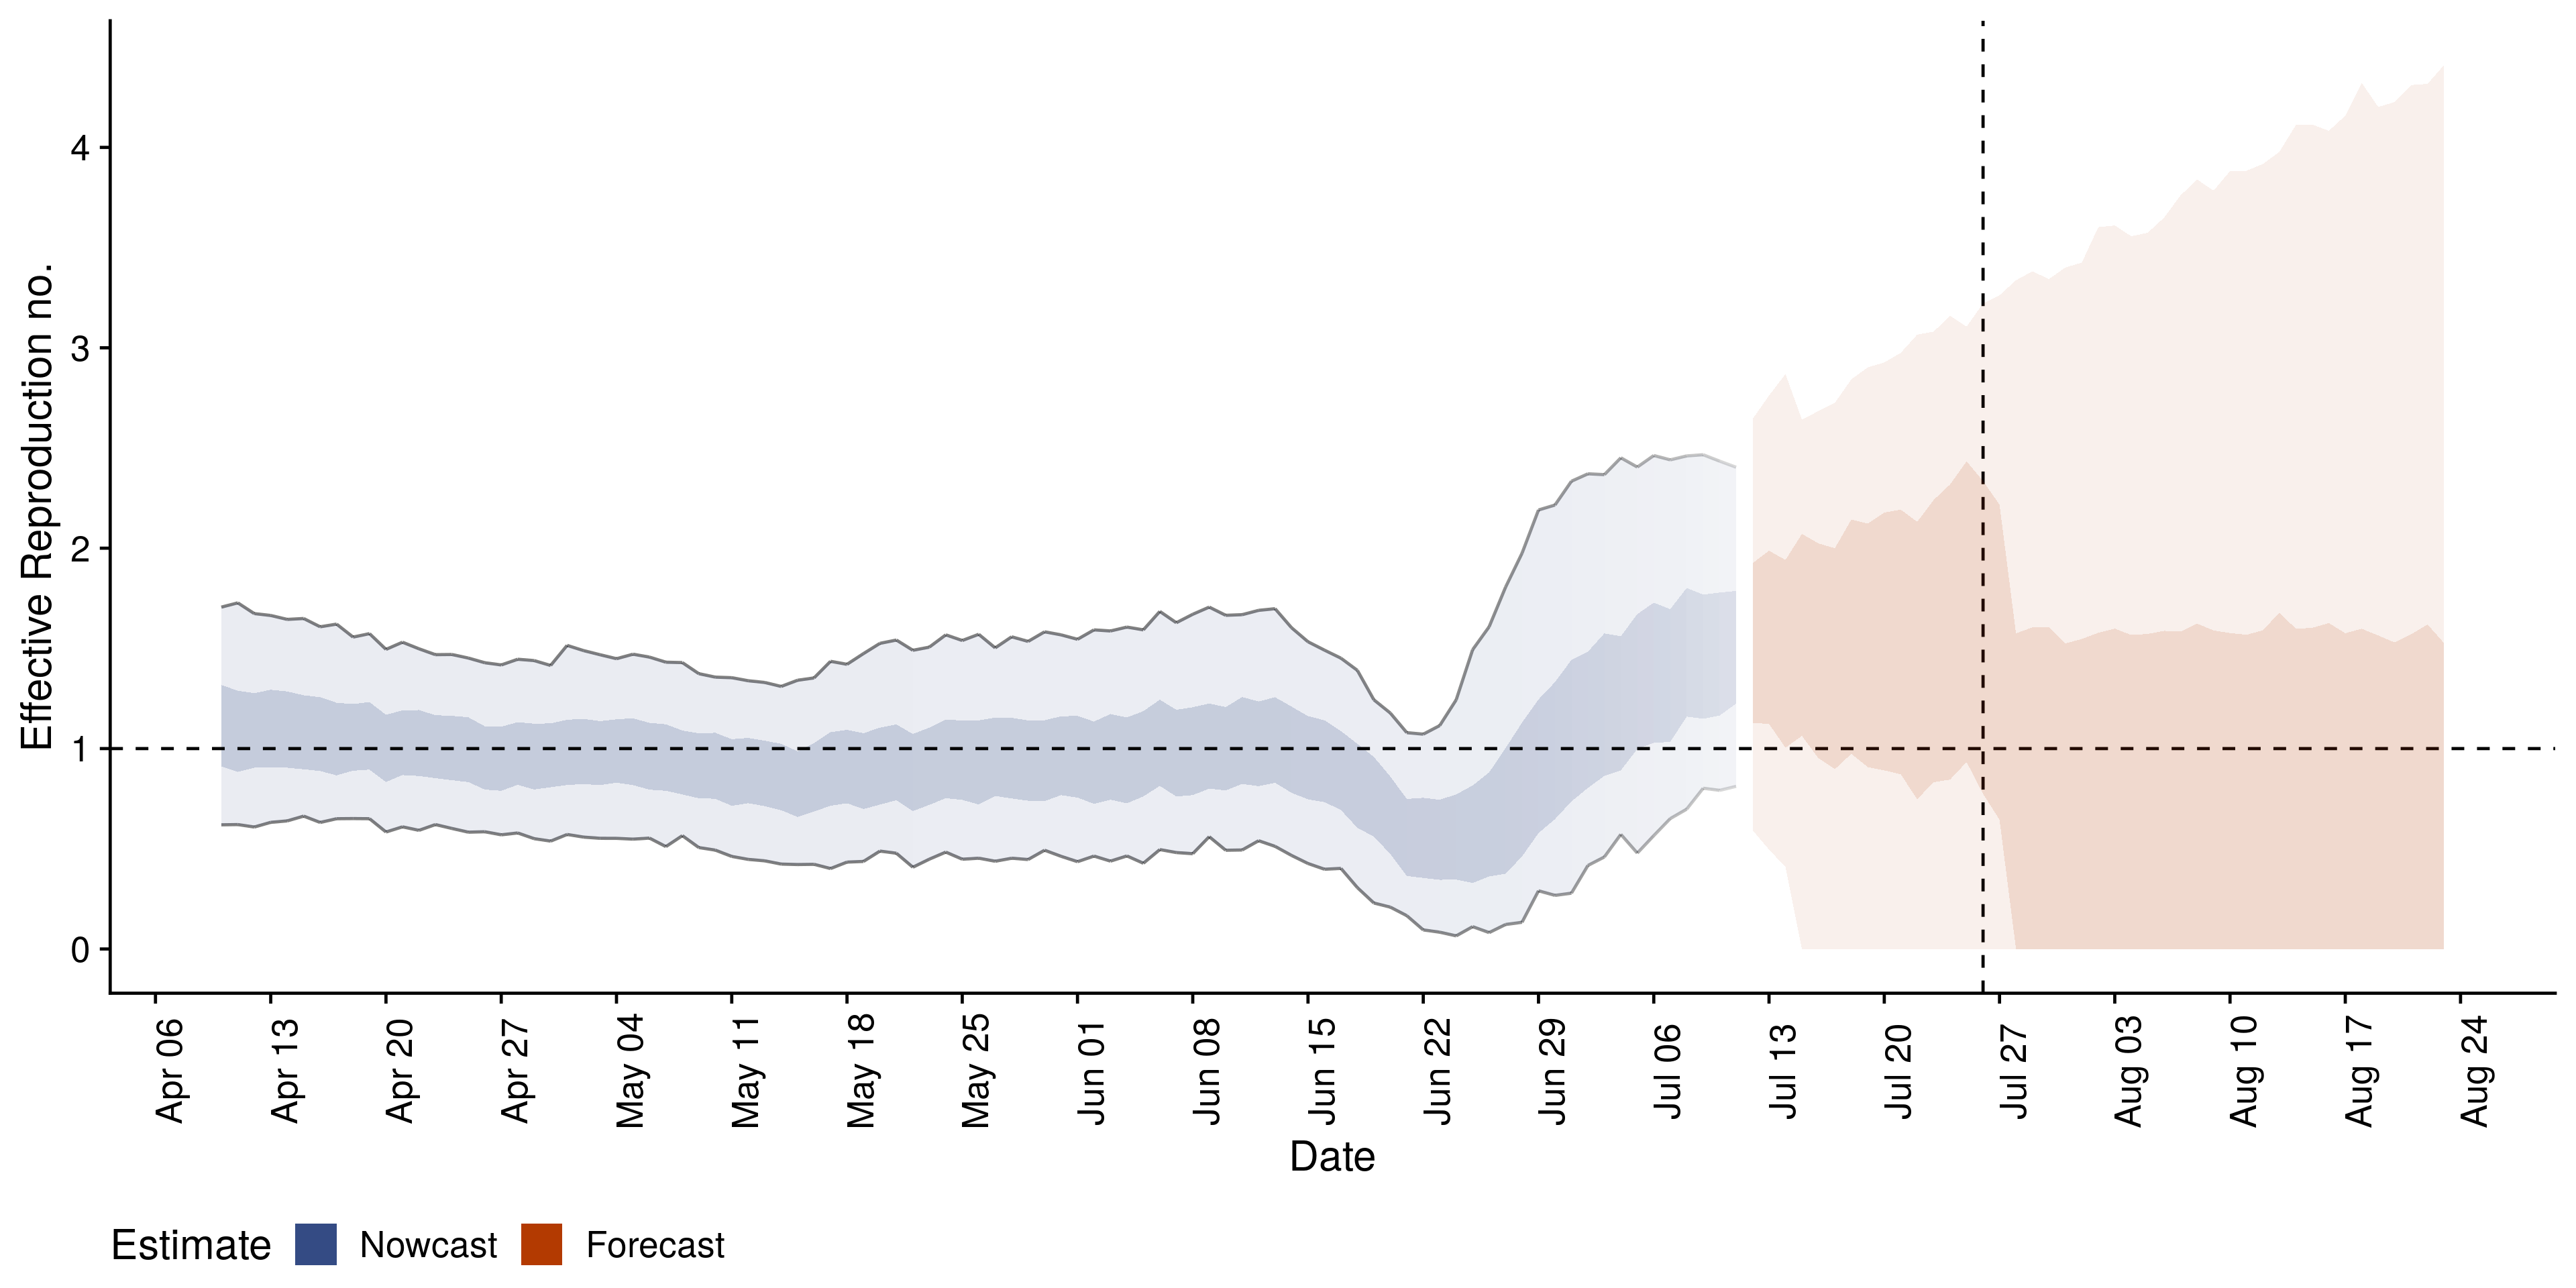 Effective Reproduction no.
4
3
2
1
0
Apr 06
Apr 13
Apr 20
Apr 27
May 04
May 11
May 18
May 25
Jun 01
Jun 08
Jun 15
Jun 22
Jun 29
Jul 06
Jul 13
Jul 20
Jul 27
Aug 03
Aug 10
Aug 17
Aug 24
Date
Estimate Nowcast Forecast